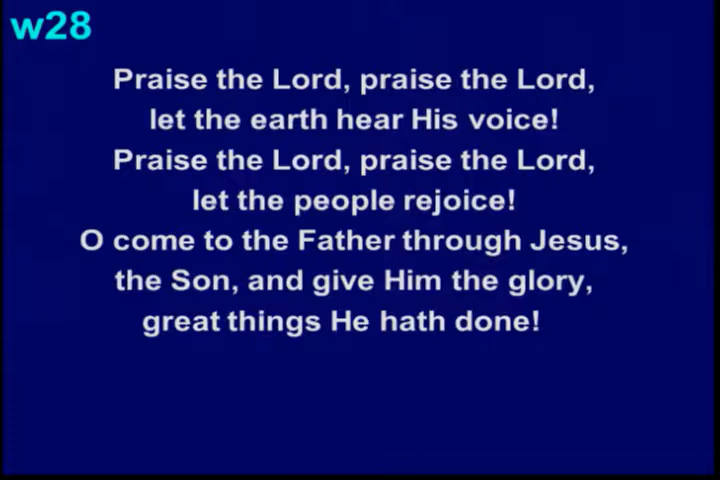 w28
Praise the Lord, praise the Lord,
let the earth hear His voice!
Praise the Lord, praise the Lord,
let the people rejoice!
O come to the Father through Jesus,
the Son, and give Him the glory,
great things He hath done!